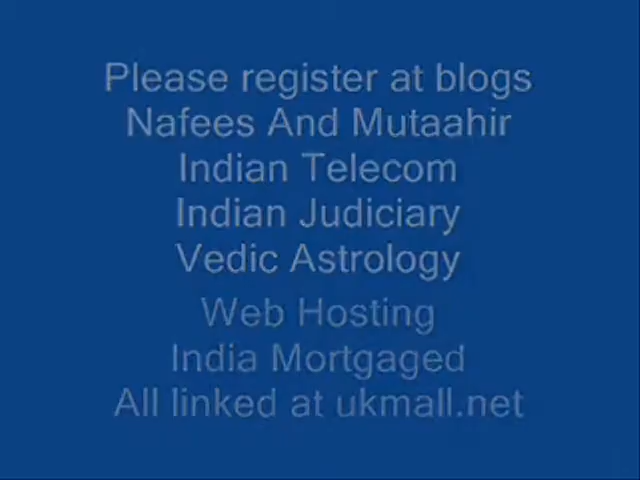 Please register at blogs
Nafees And Mutaahir
Indian Telecom
Indian Judiciary
Vedic Astrology
Web Hosting
India Mortgaged
All linked at ukmall.net